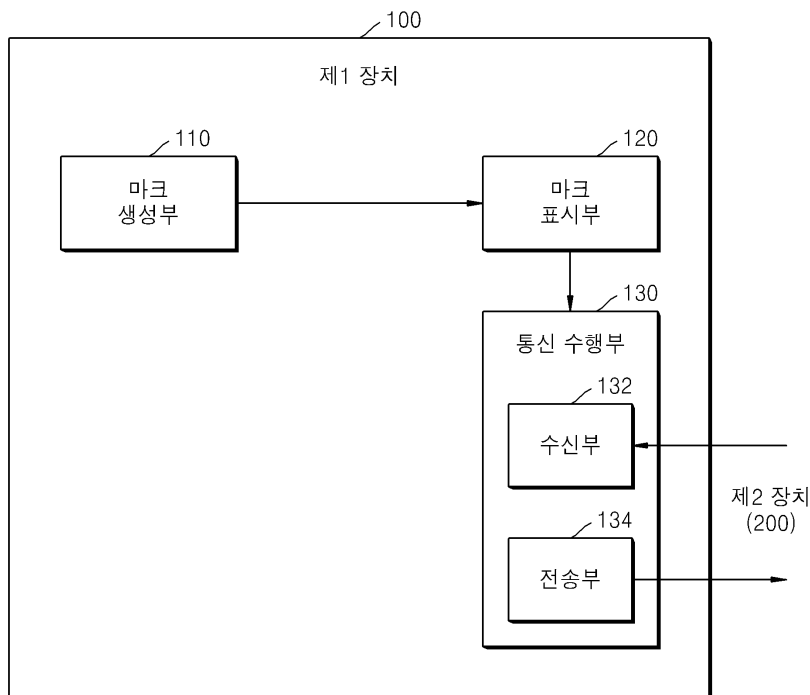 100
제1 장치
110
마크
생성부
120
마크
표시부
130
통신 수행부
132
수신부
제2 장치
(200)
134
전송부